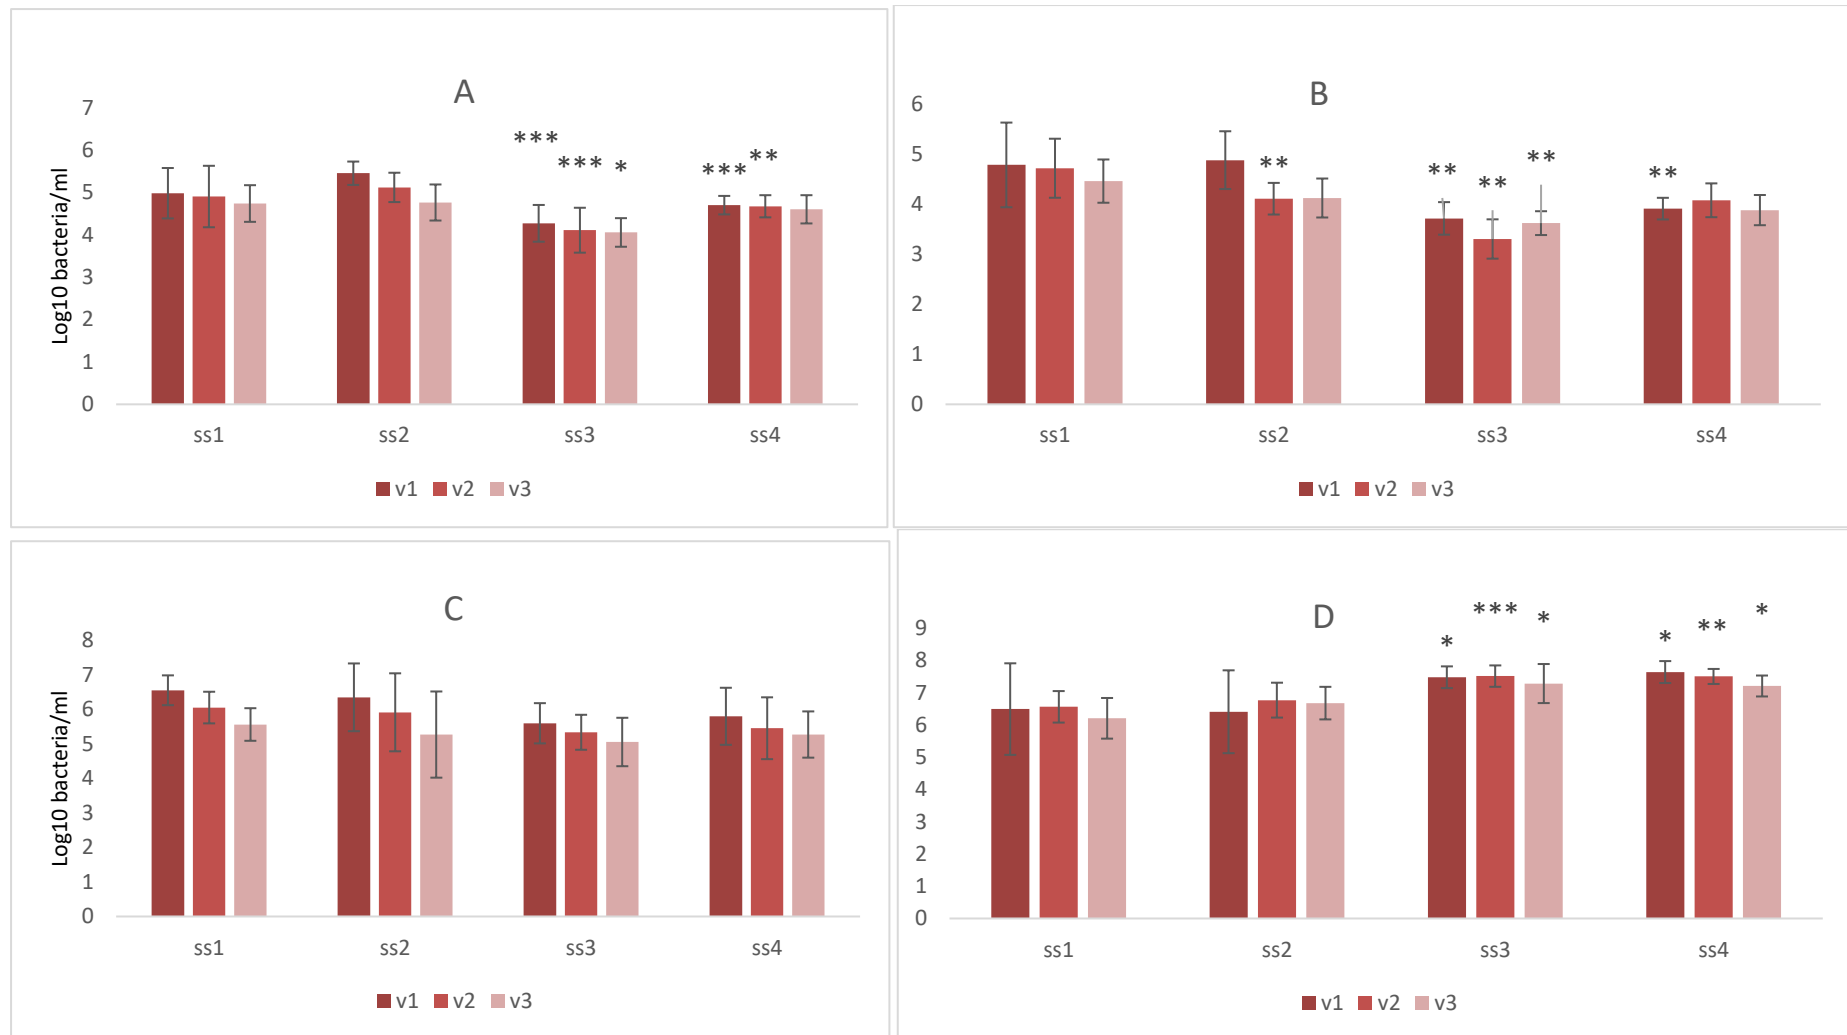 A
Log10 bacteria/ml
7
6
5
4
3
2
1
0
*** *** * *** **
ss1 ss2 ss3 ss4
v1 v2 v3
B
6
5
4
3
2
1
0
** ** ** ** **
ss1 ss2 ss3 ss4
v1 v2 v3
C
Log10 bacteria/ml
8
7
6
5
4
3
2
1
0
ss1 ss2 ss3 ss4
v1 v2 v3
D
9
8
7
6
5
4
3
2
1
0
* *** * * ** *
ss1 ss2 ss3 ss4
v1 v2 v3